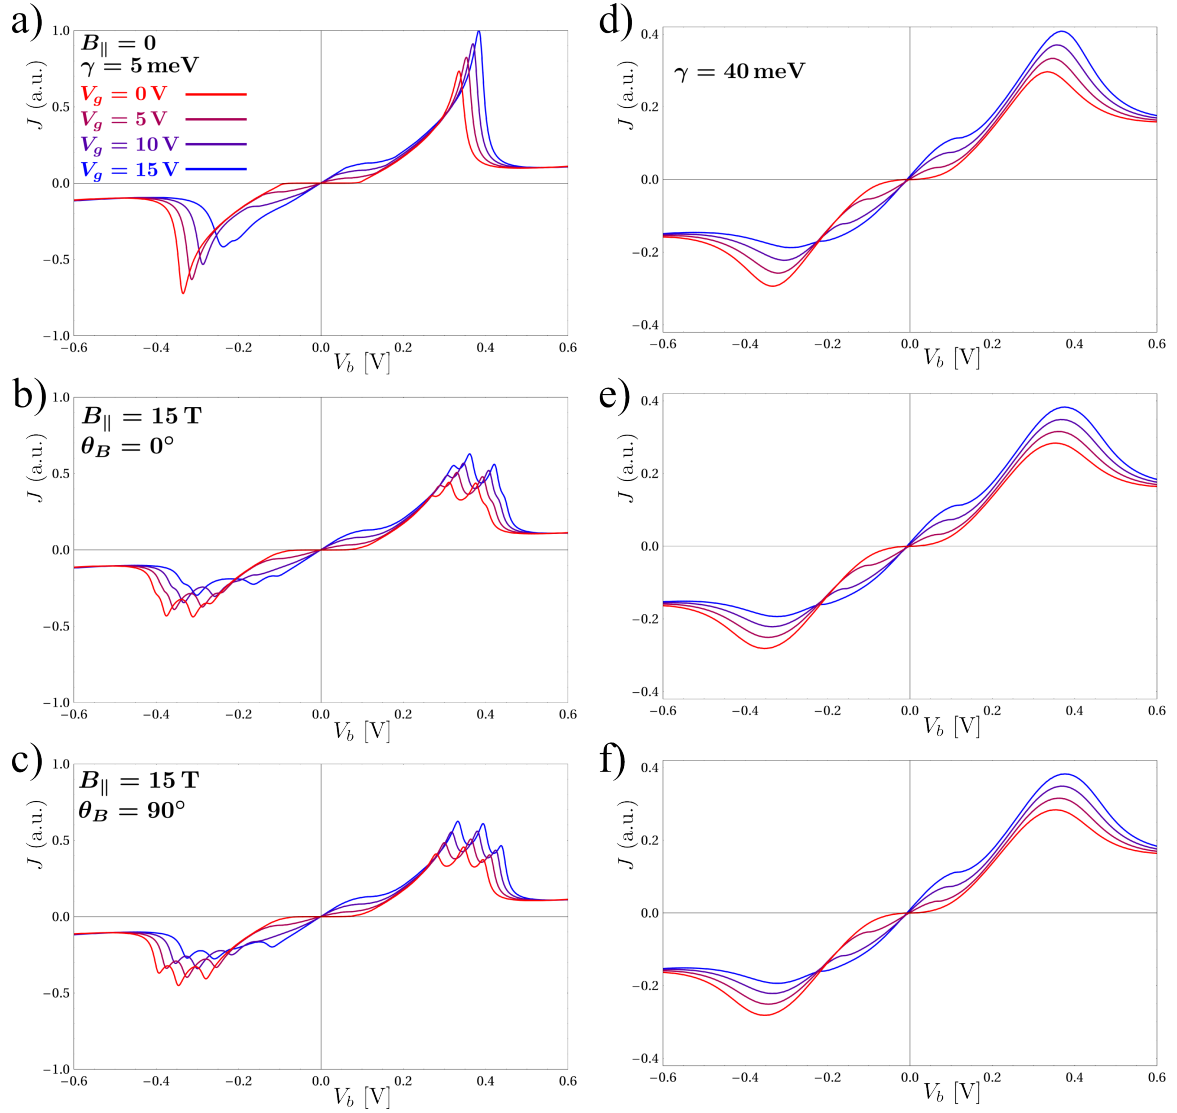 a)
J (a.u.)
1.0
0.5
0.0
−0.5
−1.0
B∥ = 0
γ = 5 meV
Vg = 0 V
Vg = 5 V
Vg = 10 V
Vg = 15 V
−0.6 −0.4 −0.2 0.0 0.2 0.4 0.6
Vb [V]
d)
J (a.u.)
0.4
0.2
0.0
−0.2
−0.4
γ = 40 meV
−0.6 −0.4 −0.2 0.0 0.2 0.4 0.6
Vb [V]
b)
J (a.u.)
1.0
0.5
0.0
−0.5
−1.0
B∥ = 15 T
θB = 0°
−0.6 −0.4 −0.2 0.0 0.2 0.4 0.6
Vb [V]
e)
J (a.u.)
0.4
0.2
0.0
−0.2
−0.4
−0.6 −0.4 −0.2 0.0 0.2 0.4 0.6
Vb [V]
c)
J (a.u.)
1.0
0.5
0.0
−0.5
−1.0
B∥ = 15 T
θB = 90°
−0.6 −0.4 −0.2 0.0 0.2 0.4 0.6
Vb [V]
f)
J (a.u.)
0.4
0.2
0.0
−0.2
−0.4
−0.6 −0.4 −0.2 0.0 0.2 0.4 0.6
Vb [V]